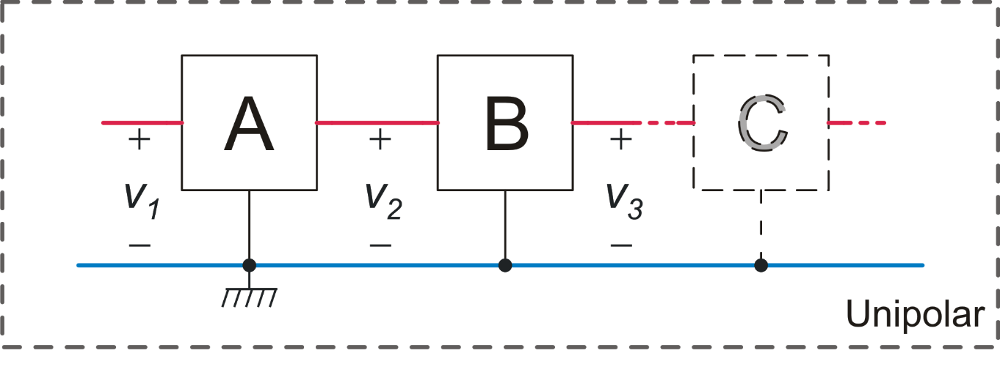 A B C
+ + +
v1 v2 v3
− − −
Unipolar